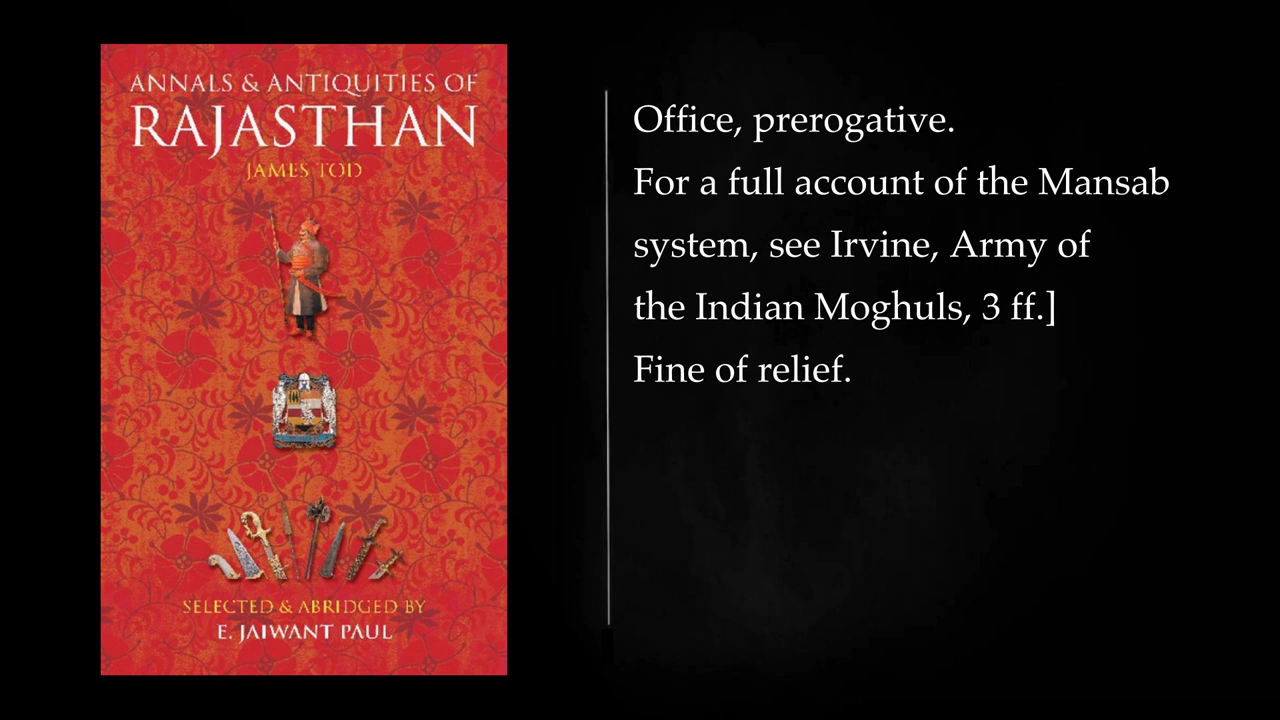 ANNALS & ANTIQUITIES OF
RAJASTHAN
JAMES TOD
SELECTED & ABRIDGED BY
E. JAIWANT PAUL
Office, prerogative.
For a full account of the Mansab
system, see Irvine, Army of
the Indian Moghuls, 3 ff.]
Fine of relief.